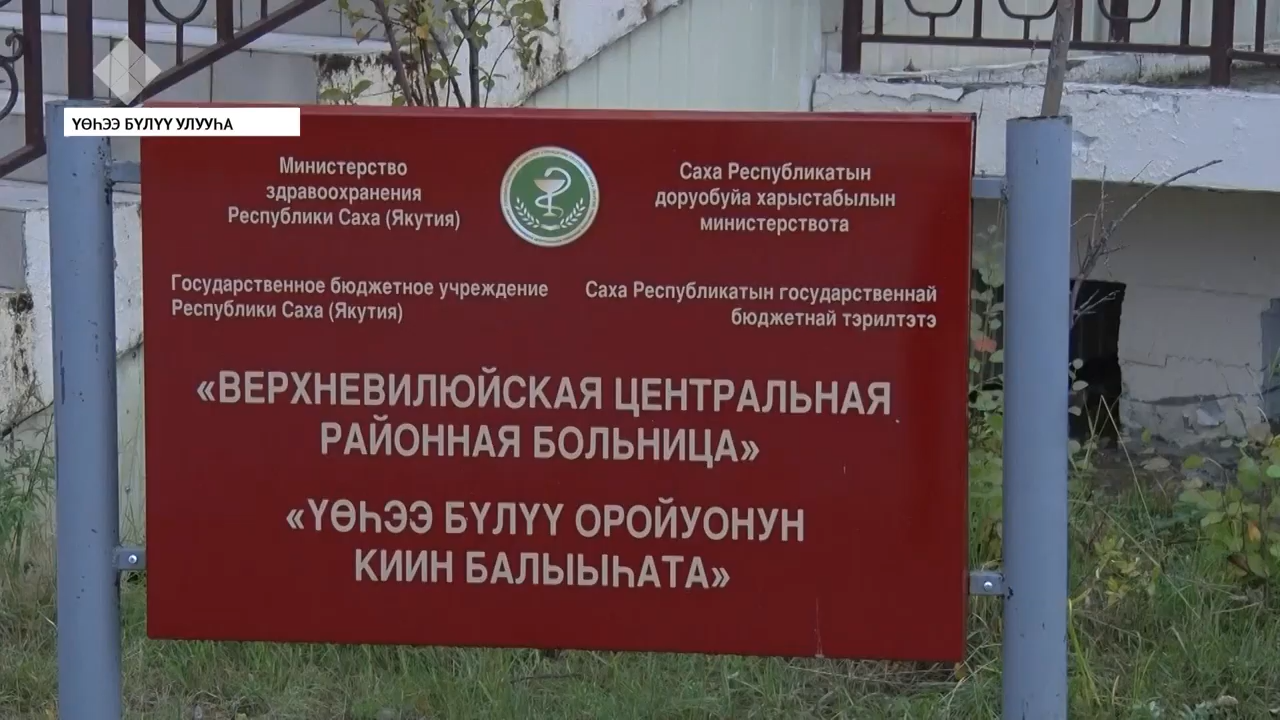 ҮӨҺЭЭ БҮЛҮҮ УЛУУҺА
Министерство
здравоохранения
Республики Саха (Якутия)
Саха Республикатын
доруобуйа харыстабылын
министерствота
Государственное бюджетное учреждение
Республики Саха (Якутия)
Саха Республикатын государственнай
бюджетнай тэрилтэтэ
«ВЕРХНЕВИЛЮЙСКАЯ ЦЕНТРАЛЬНАЯ
РАЙОННАЯ БОЛЬНИЦА»
«ҮӨҺЭЭ БҮЛҮҮ ОРОЙУОНУН
КИИН БАЛЫЫҺАТА»